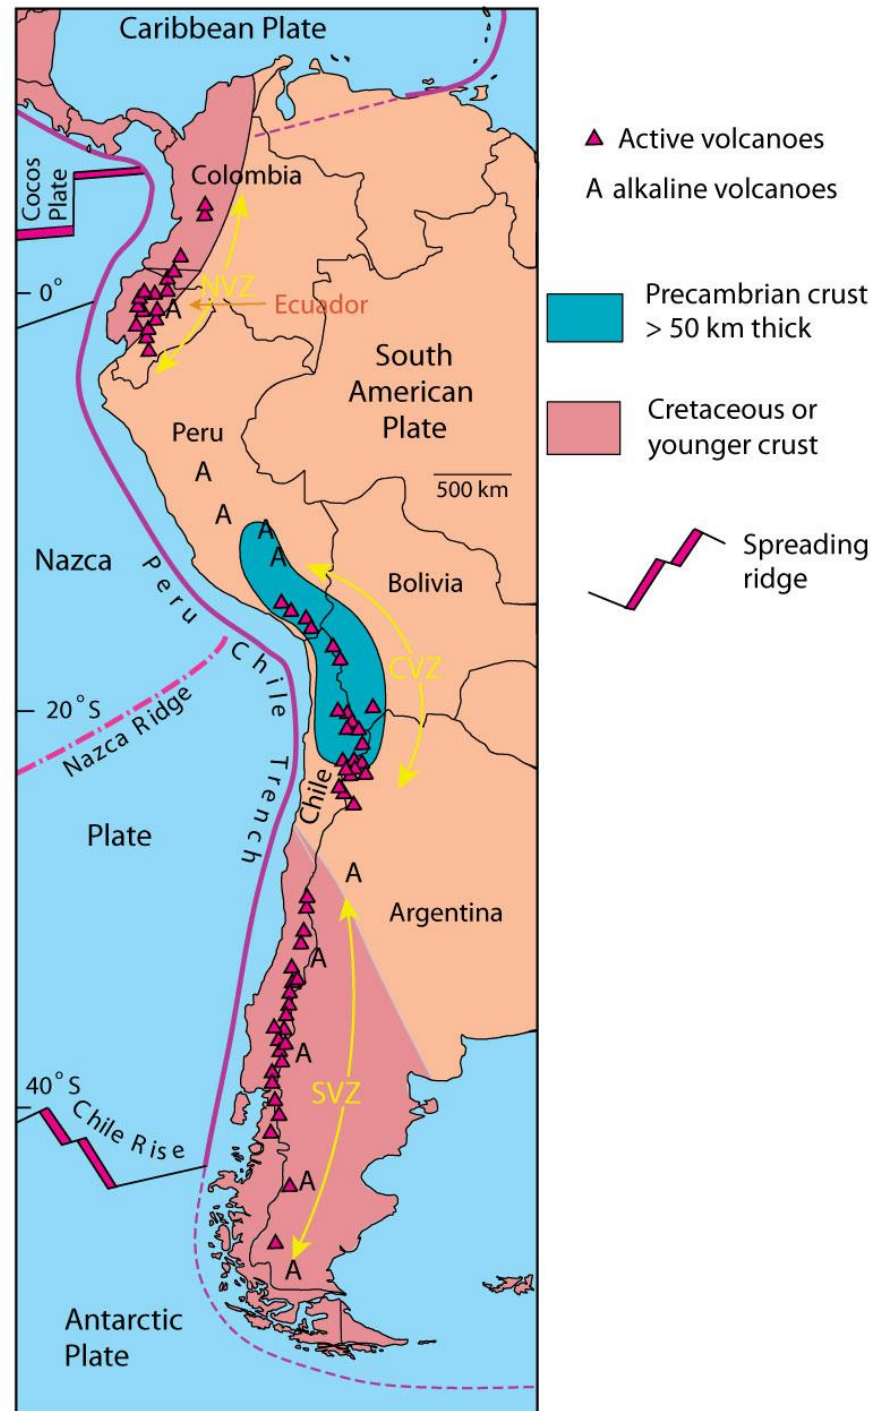 Caribbean Plate
Active volcanoes
A alkaline volcanoes
Cocos
Plate
Colombia
0°
NVZ
A
Ecuador
Precambrian crust
> 50 km thick
South
American
Plate
Cretaceous or
younger crust
Peru
A
500 km
A
A
A
Nazca
Peru Chile Trench
Spreading
ridge
Bolivia
CVZ
20°S
Nazca Ridge
Chile
Plate
A
Argentina
A
A
40°S
SVZ
Chile Rise
A
A
Antarctic
Plate